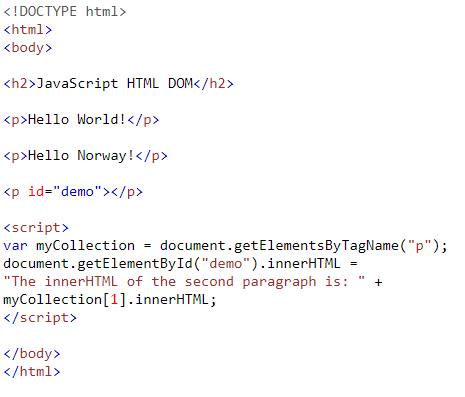 <!DOCTYPE html>
<html>
<body>
<h2>JavaScript HTML DOM</h2>
<p>Hello World!</p>
<p>Hello Norway!</p>
<p id="demo"></p>
<script>
var myCollection = document.getElementsByTagName("p");
document.getElementById("demo").innerHTML =
"The innerHTML of the second paragraph is: " +
myCollection[1].innerHTML;
</script>
</body>
</html>